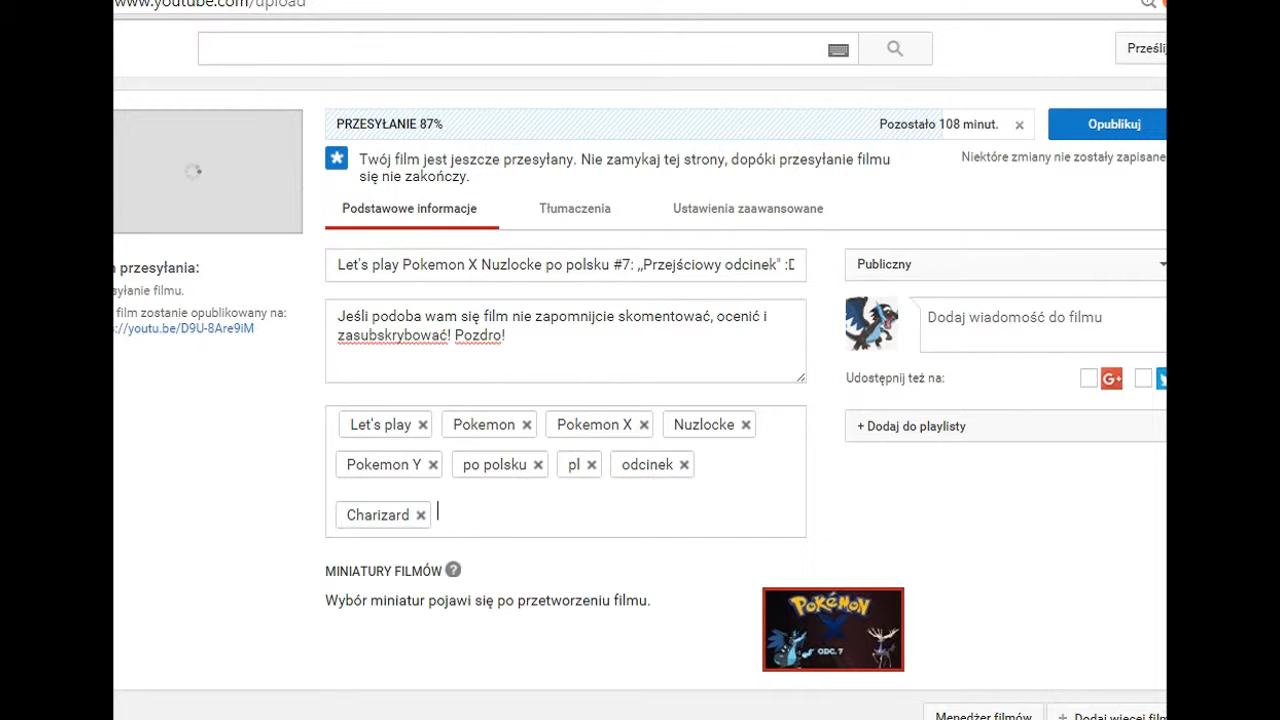 www.youtube.com/upload
Prześlij
PRZESYŁANIE 87%
Pozostało 108 minut.
Opublikuj
Twój film jest jeszcze przesyłany. Nie zamykaj tej strony, dopóki przesyłanie filmu
się nie zakończy.
Niektóre zmiany nie zostały zapisane
Podstawowe informacje
Tłumaczenia
Ustawienia zaawansowane
przesyłania:
syłanie filmu.
film zostanie opublikowany na:
s://youtu.be/D9U-8Are9iM
Let's play Pokemon X Nuzlocke po polsku #7: ,,Przejściowy odcinek" :D
Jeśli podoba wam się film nie zapomnijcie skomentować, ocenić i
zasubskrybować! Pozdro!
Publiczny
Dodaj wiadomość do filmu
Udostępnij też na:
G+
+ Dodaj do playlisty
Let's play
Pokemon
Pokemon X
Nuzlocke
Pokemon Y
po polsku
pl
odcinek
Charizard
MINIATURY FILMÓW ?
Wybór miniatur pojawi się po przetworzeniu filmu.
POKéMON
X
ODC. 7
Menedżer filmów
+ Dodaj więcej film